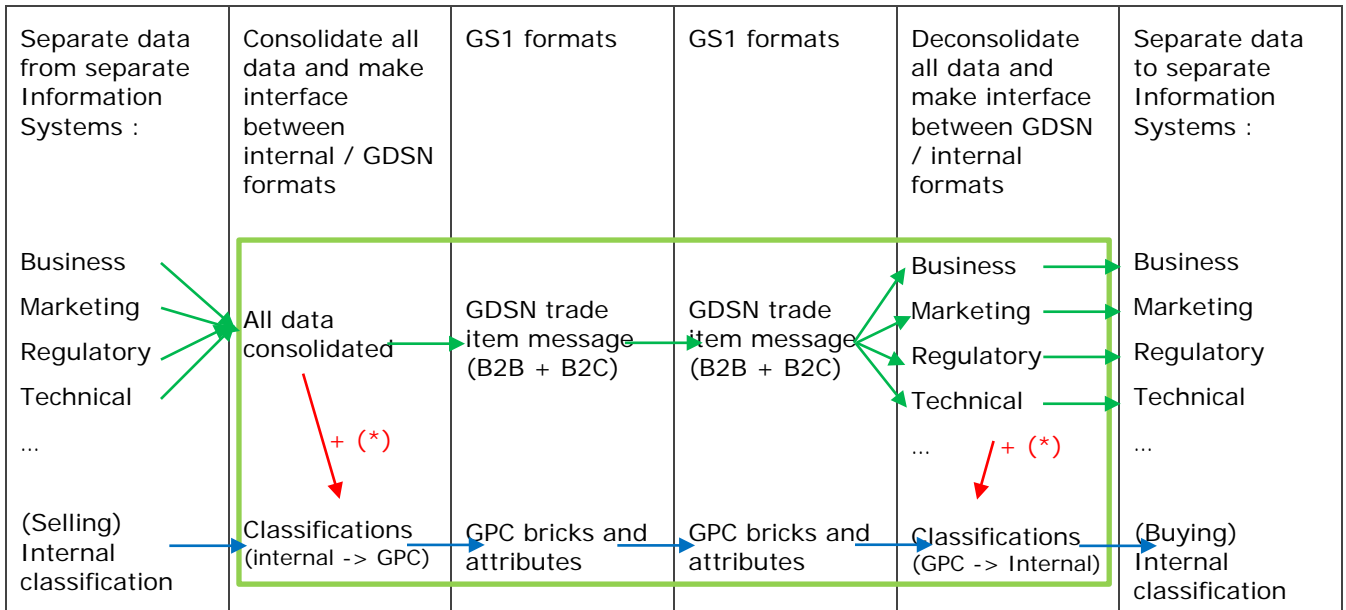 Separate data
from separate
Information
Systems :
Consolidate all
data and make
interface
between
internal / GDSN
formats
GS1 formats
GS1 formats
Deconsolidate
all data and
make interface
between GDSN
/ internal
formats
Separate data
to separate
Information
Systems :
Business
Marketing
Regulatory
Technical
...
All data
consolidated
GDSN trade
item message
(B2B + B2C)
GDSN trade
item message
(B2B + B2C)
Business
Marketing
Regulatory
Technical
...
Business
Marketing
Regulatory
Technical
...
+ (*)
+ (*)
(Selling)
Internal
classification
Classifications
(internal -> GPC)
GPC bricks and
attributes
GPC bricks and
attributes
Classifications
(GPC -> Internal)
(Buying)
Internal
classification